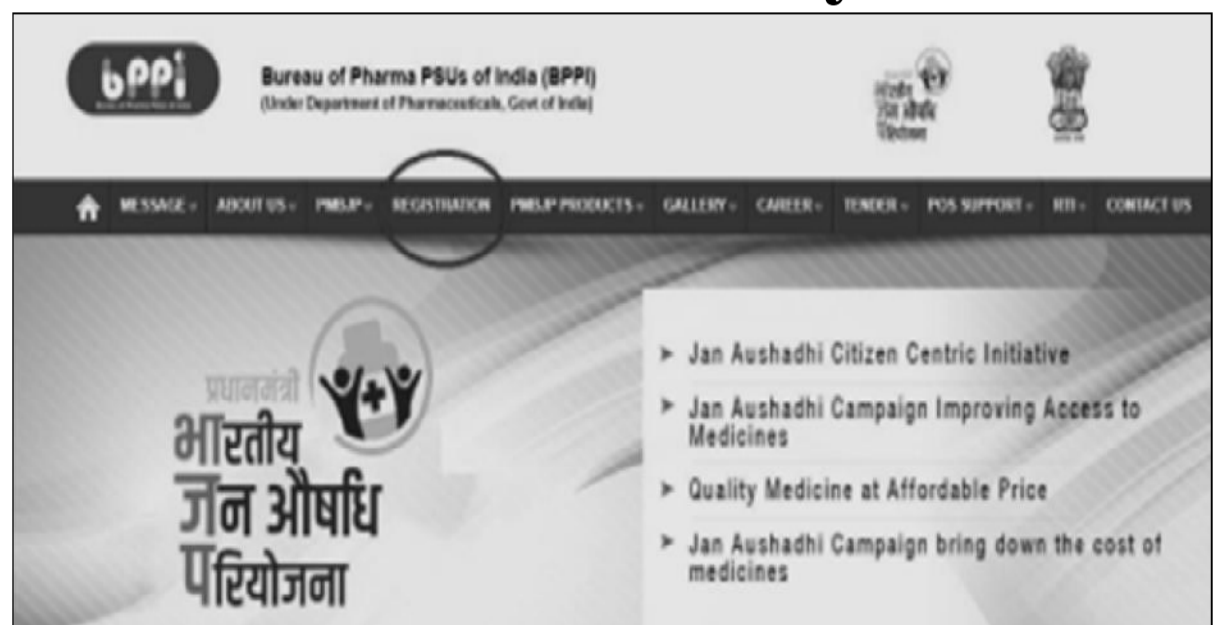 bppi
Bureau of Pharma PSUs of India (BPPI)
(Under Department of Pharmaceuticals, Govt of India)
MESSAGE ABOUT US PMBJP REGISTRATION PMBJP PRODUCTS GALLERY CAREER TENDER POS SUPPORT RTI CONTACT US
प्रधानमंत्री
भारतीय
जन औषधि
परियोजना
➤ Jan Aushadhi Citizen Centric Initiative
➤ Jan Aushadhi Campaign Improving Access to
Medicines
➤ Quality Medicine at Affordable Price
➤ Jan Aushadhi Campaign bring down the cost of
medicines